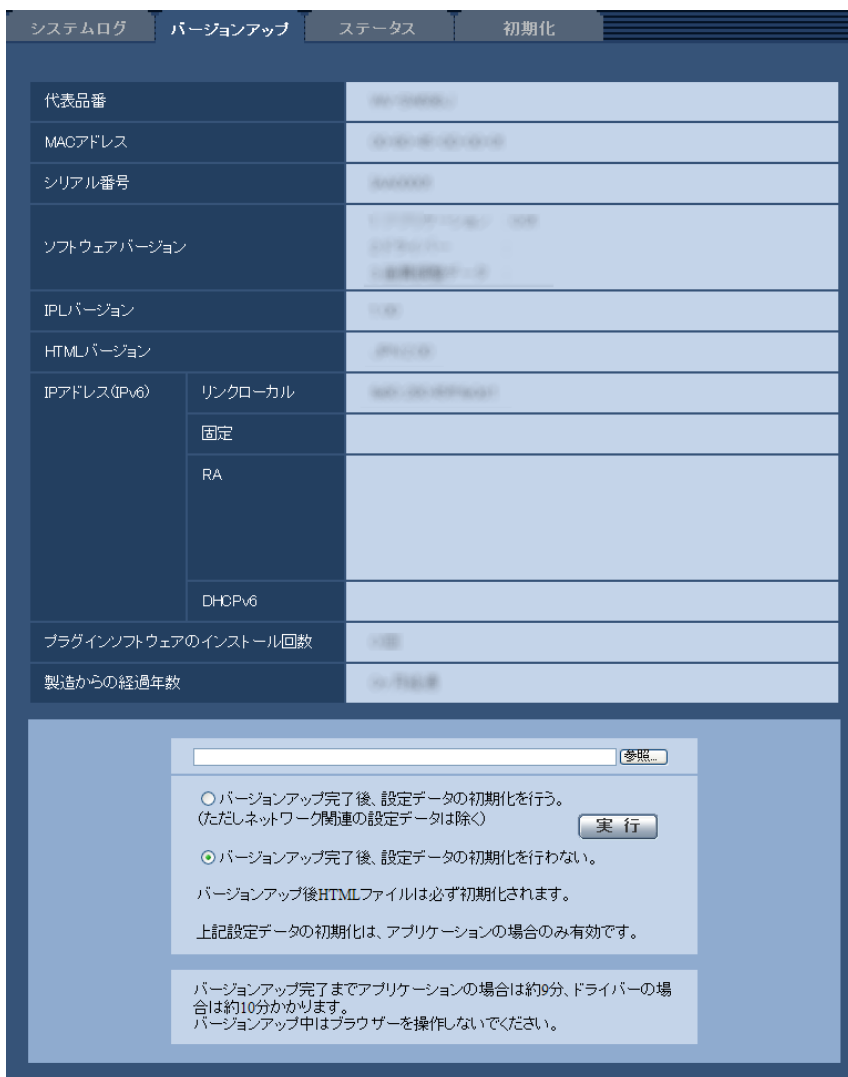 システムログ バージョンアップ ステータス 初期化
代表品番
MACアドレス
シリアル番号
ソフトウェアバージョン
IPLバージョン
HTMLバージョン
IPアドレス(IPv6) リンクローカル
固定
RA
DHCPv6
プラグインソフトウェアのインストール回数
製造からの経過年数
参照...
バージョンアップ完了後、設定データの初期化を行う。
(ただしネットワーク関連の設定データは除く)
実 行
バージョンアップ完了後、設定データの初期化を行わない。
バージョンアップ後HTMLファイルは必ず初期化されます。
上記設定データの初期化は、アプリケーションの場合のみ有効です。
バージョンアップ完了までアプリケーションの場合は約9分、ドライバーの場
合は約10分かかります。
バージョンアップ中はブラウザーを操作しないでください。